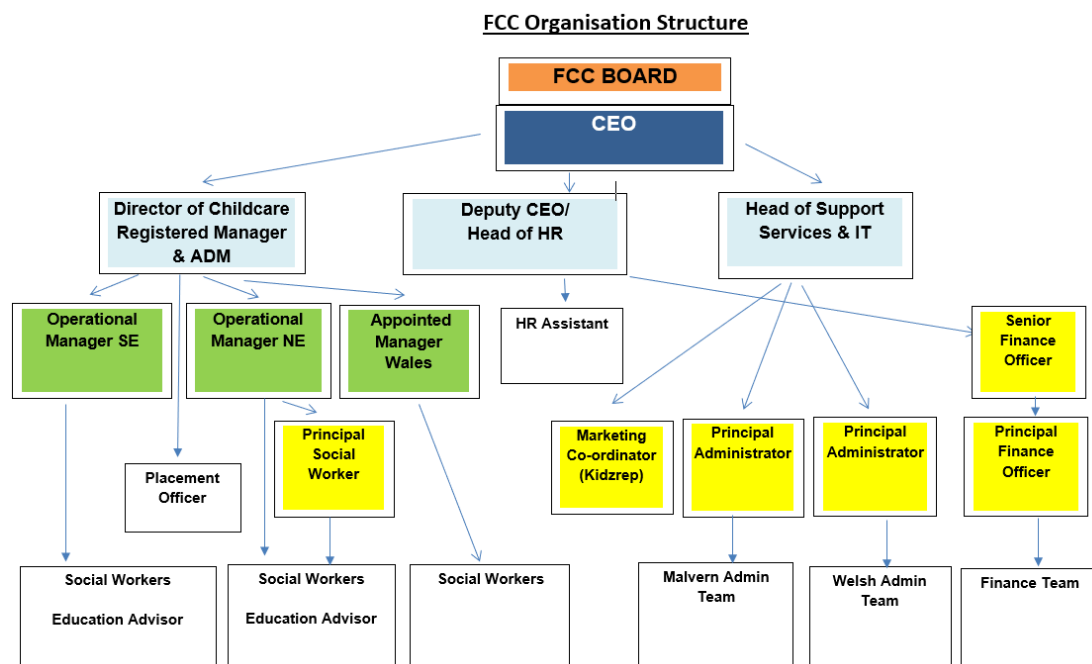 FCC Organisation Structure
FCC BOARD
CEO
Director of Childcare
Registered Manager
& ADM
Deputy CEO/
Head of HR
Head of Support
Services & IT
Operational
Manager SE
Operational
Manager NE
Appointed
Manager
Wales
HR Assistant
Senior
Finance
Officer
Principal
Social
Worker
Marketing
Co-ordinator
(Kidzrep)
Principal
Administrator
Principal
Administrator
Principal
Finance
Officer
Placement
Officer
Social Workers
Education Advisor
Social Workers
Education Advisor
Social Workers
Malvern Admin
Team
Welsh Admin
Team
Finance Team